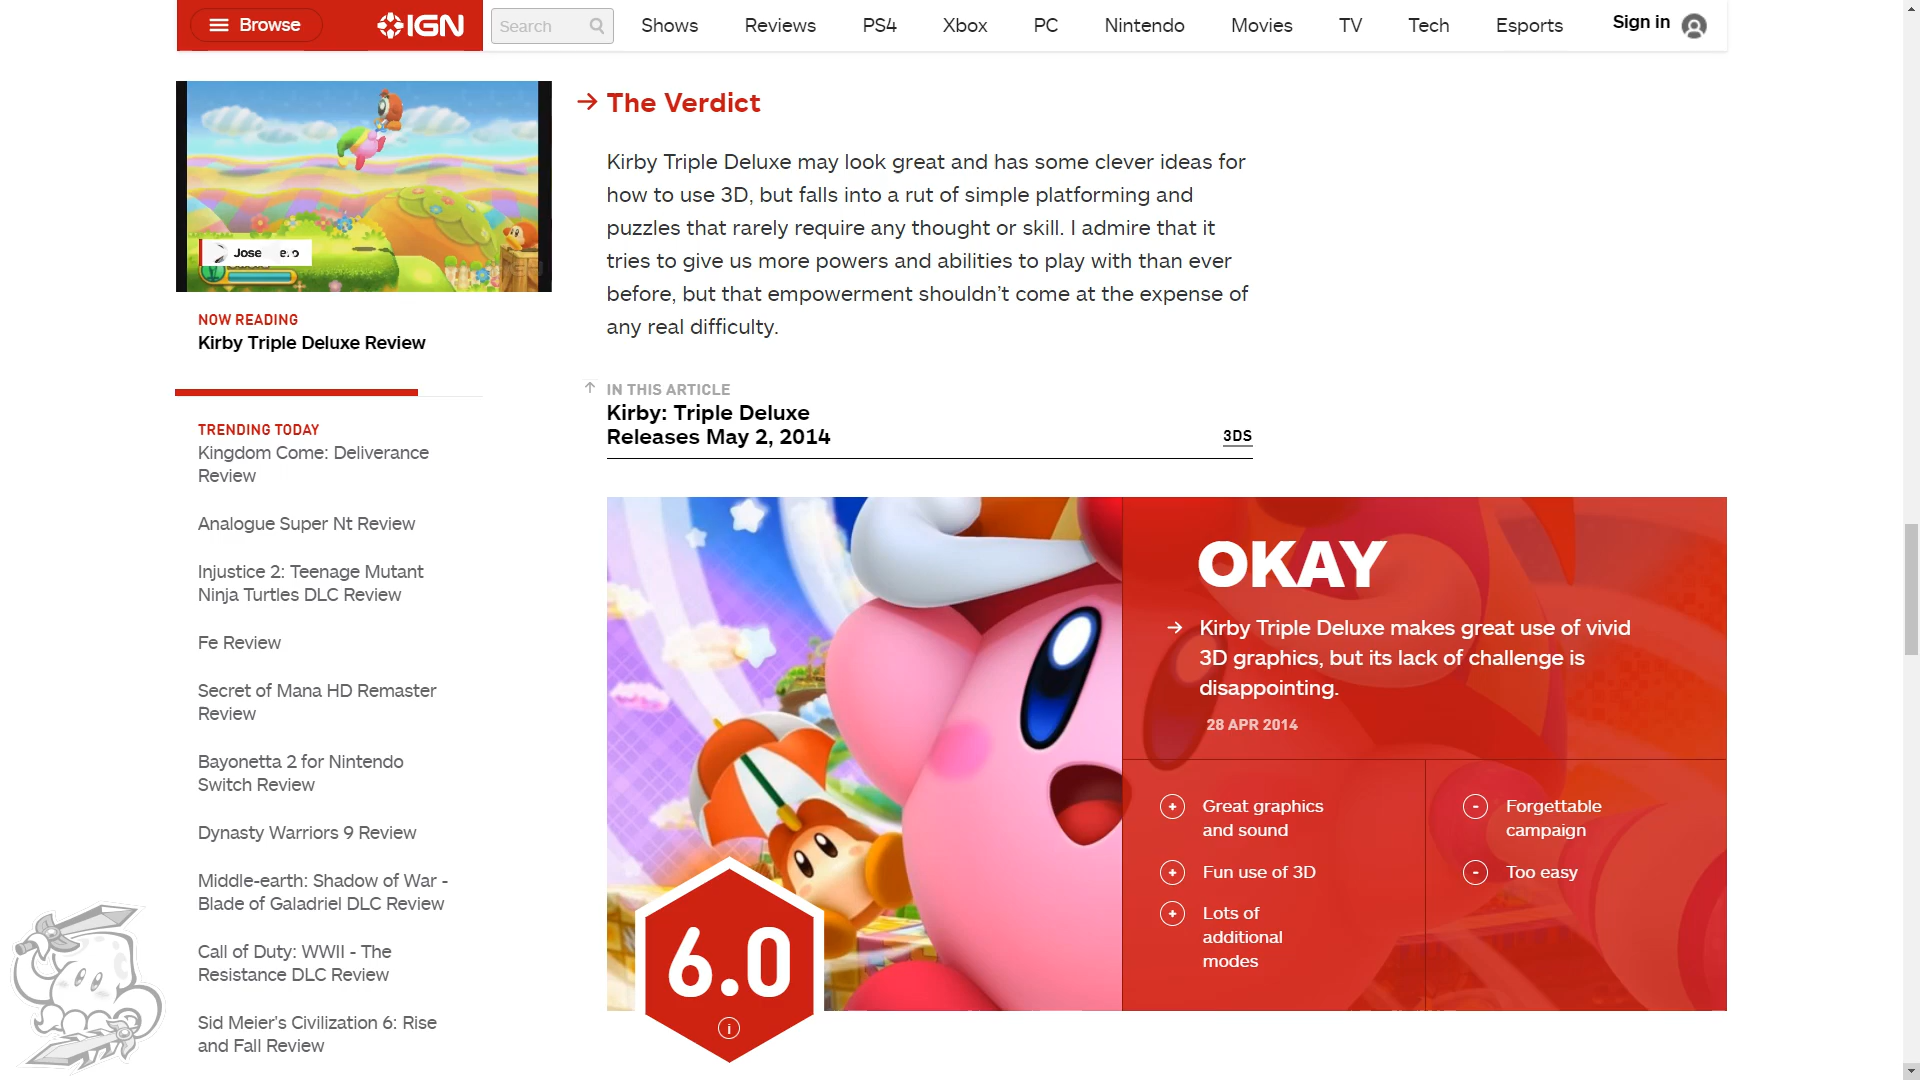 Browse
IGN
Search
Shows
Reviews
PS4
Xbox
PC
Nintendo
Movies
TV
Tech
Esports
Sign in
Jose
NOW READING
Kirby Triple Deluxe Review
TRENDING TODAY
Kingdom Come: Deliverance
Review
Analogue Super Nt Review
Injustice 2: Teenage Mutant
Ninja Turtles DLC Review
Fe Review
Secret of Mana HD Remaster
Review
Bayonetta 2 for Nintendo
Switch Review
Dynasty Warriors 9 Review
Middle-earth: Shadow of War -
Blade of Galadriel DLC Review
Call of Duty: WWII - The
Resistance DLC Review
Sid Meier's Civilization 6: Rise
and Fall Review
The Verdict
Kirby Triple Deluxe may look great and has some clever ideas for
how to use 3D, but falls into a rut of simple platforming and
puzzles that rarely require any thought or skill. I admire that it
tries to give us more powers and abilities to play with than ever
before, but that empowerment shouldn’t come at the expense of
any real difficulty.
IN THIS ARTICLE
Kirby: Triple Deluxe
Releases May 2, 2014
3DS
OKAY
Kirby Triple Deluxe makes great use of vivid
3D graphics, but its lack of challenge is
disappointing.
28 APR 2014
+ Great graphics
and sound
+ Fun use of 3D
+ Lots of
additional
modes
- Forgettable
campaign
- Too easy
6.0
i